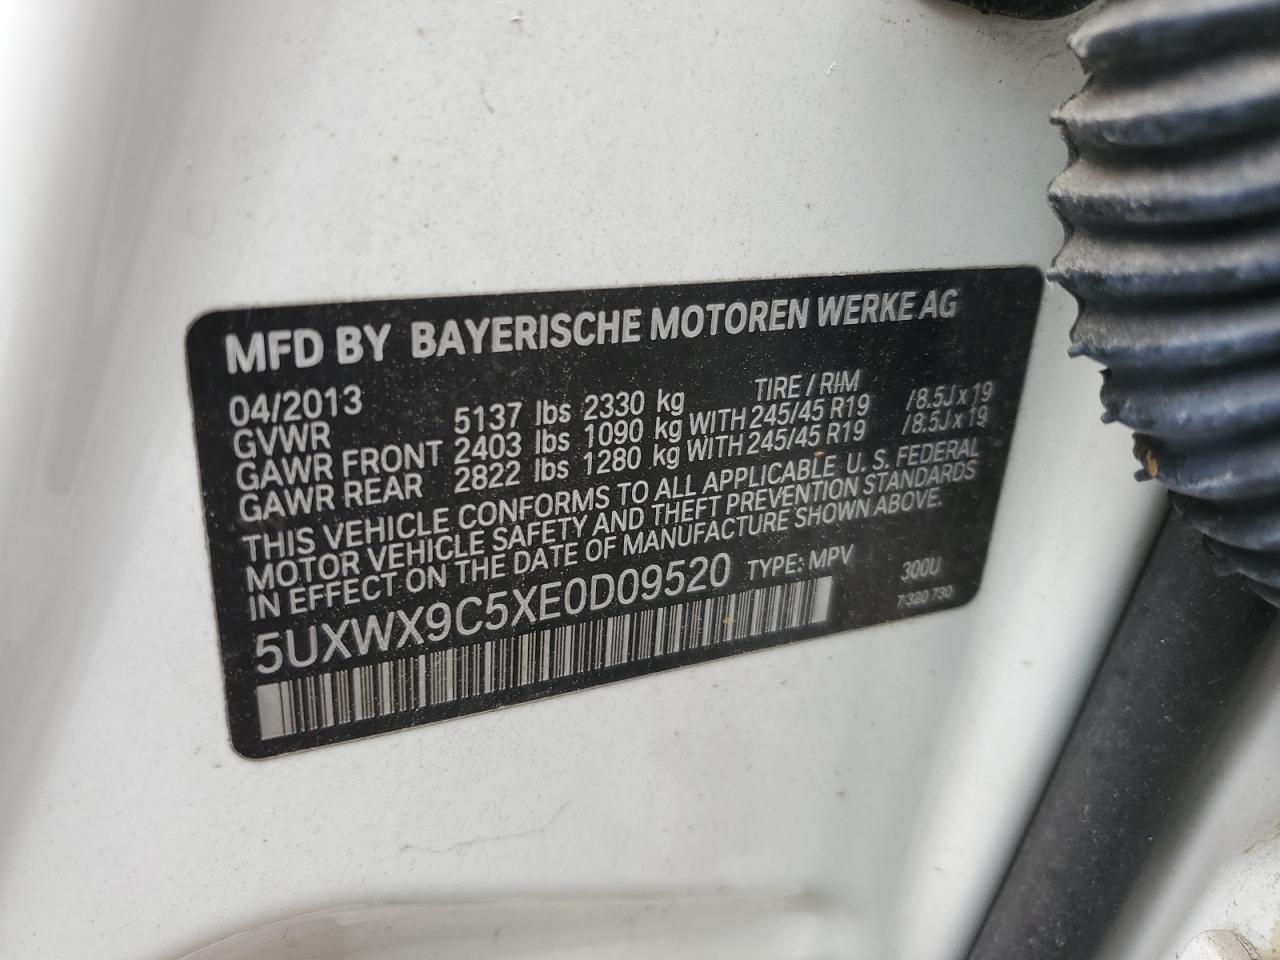 MFD BY BAYERISCHE MOTOREN WERKE AG
04/2013 TIRE / RIM
GVWR 5137 lbs 2330 kg
GAWR FRONT 2403 lbs 1090 kg WITH 245/45 R19 /8.5J x 19
GAWR REAR 2822 lbs 1280 kg WITH 245/45 R19 /8.5J x 19
THIS VEHICLE CONFORMS TO ALL APPLICABLE U. S. FEDERAL
MOTOR VEHICLE SAFETY AND THEFT PREVENTION STANDARDS
IN EFFECT ON THE DATE OF MANUFACTURE SHOWN ABOVE.
5UXWX9C5XE0D09520 TYPE: MPV 300U
7 320 730